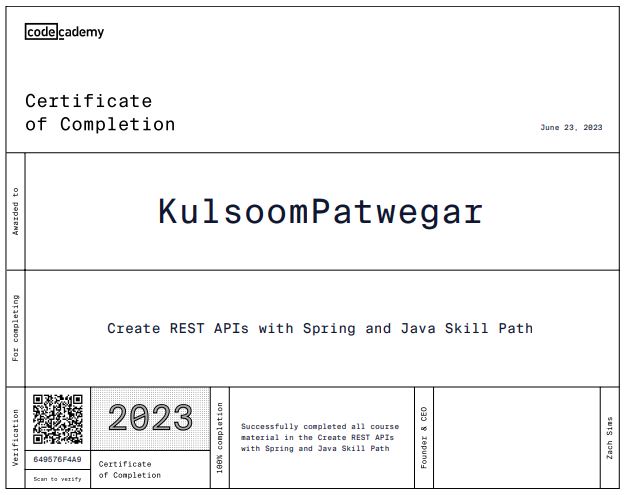 codecademy
Certificate
of Completion
June 23, 2023
Awarded to
KulsoomPatwegar
For completing
Create REST APIs with Spring and Java Skill Path
Verification
649576F4A9
Scan to verify
2023
Certificate
of Completion
100% completion
Successfully completed all course
material in the Create REST APIs
with Spring and Java Skill Path
Founder & CEO
Zach Sims